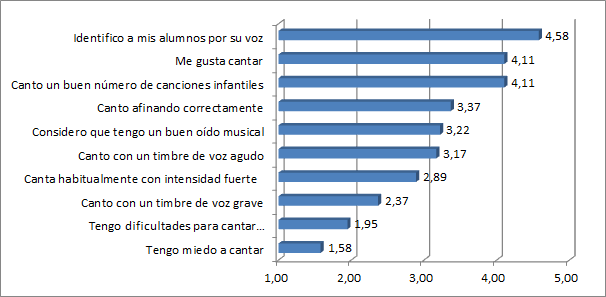 Identifico a mis alumnos por su voz 4,58
Me gusta cantar 4,11
Canto un buen número de canciones infantiles 4,11
Canto afinando correctamente 3,37
Considero que tengo un buen oído musical 3,22
Canto con un timbre de voz agudo 3,17
Canta habitualmente con intensidad fuerte 2,89
Canto con un timbre de voz grave 2,37
Tengo dificultades para cantar... 1,95
Tengo miedo a cantar 1,58
1,00 2,00 3,00 4,00 5,00